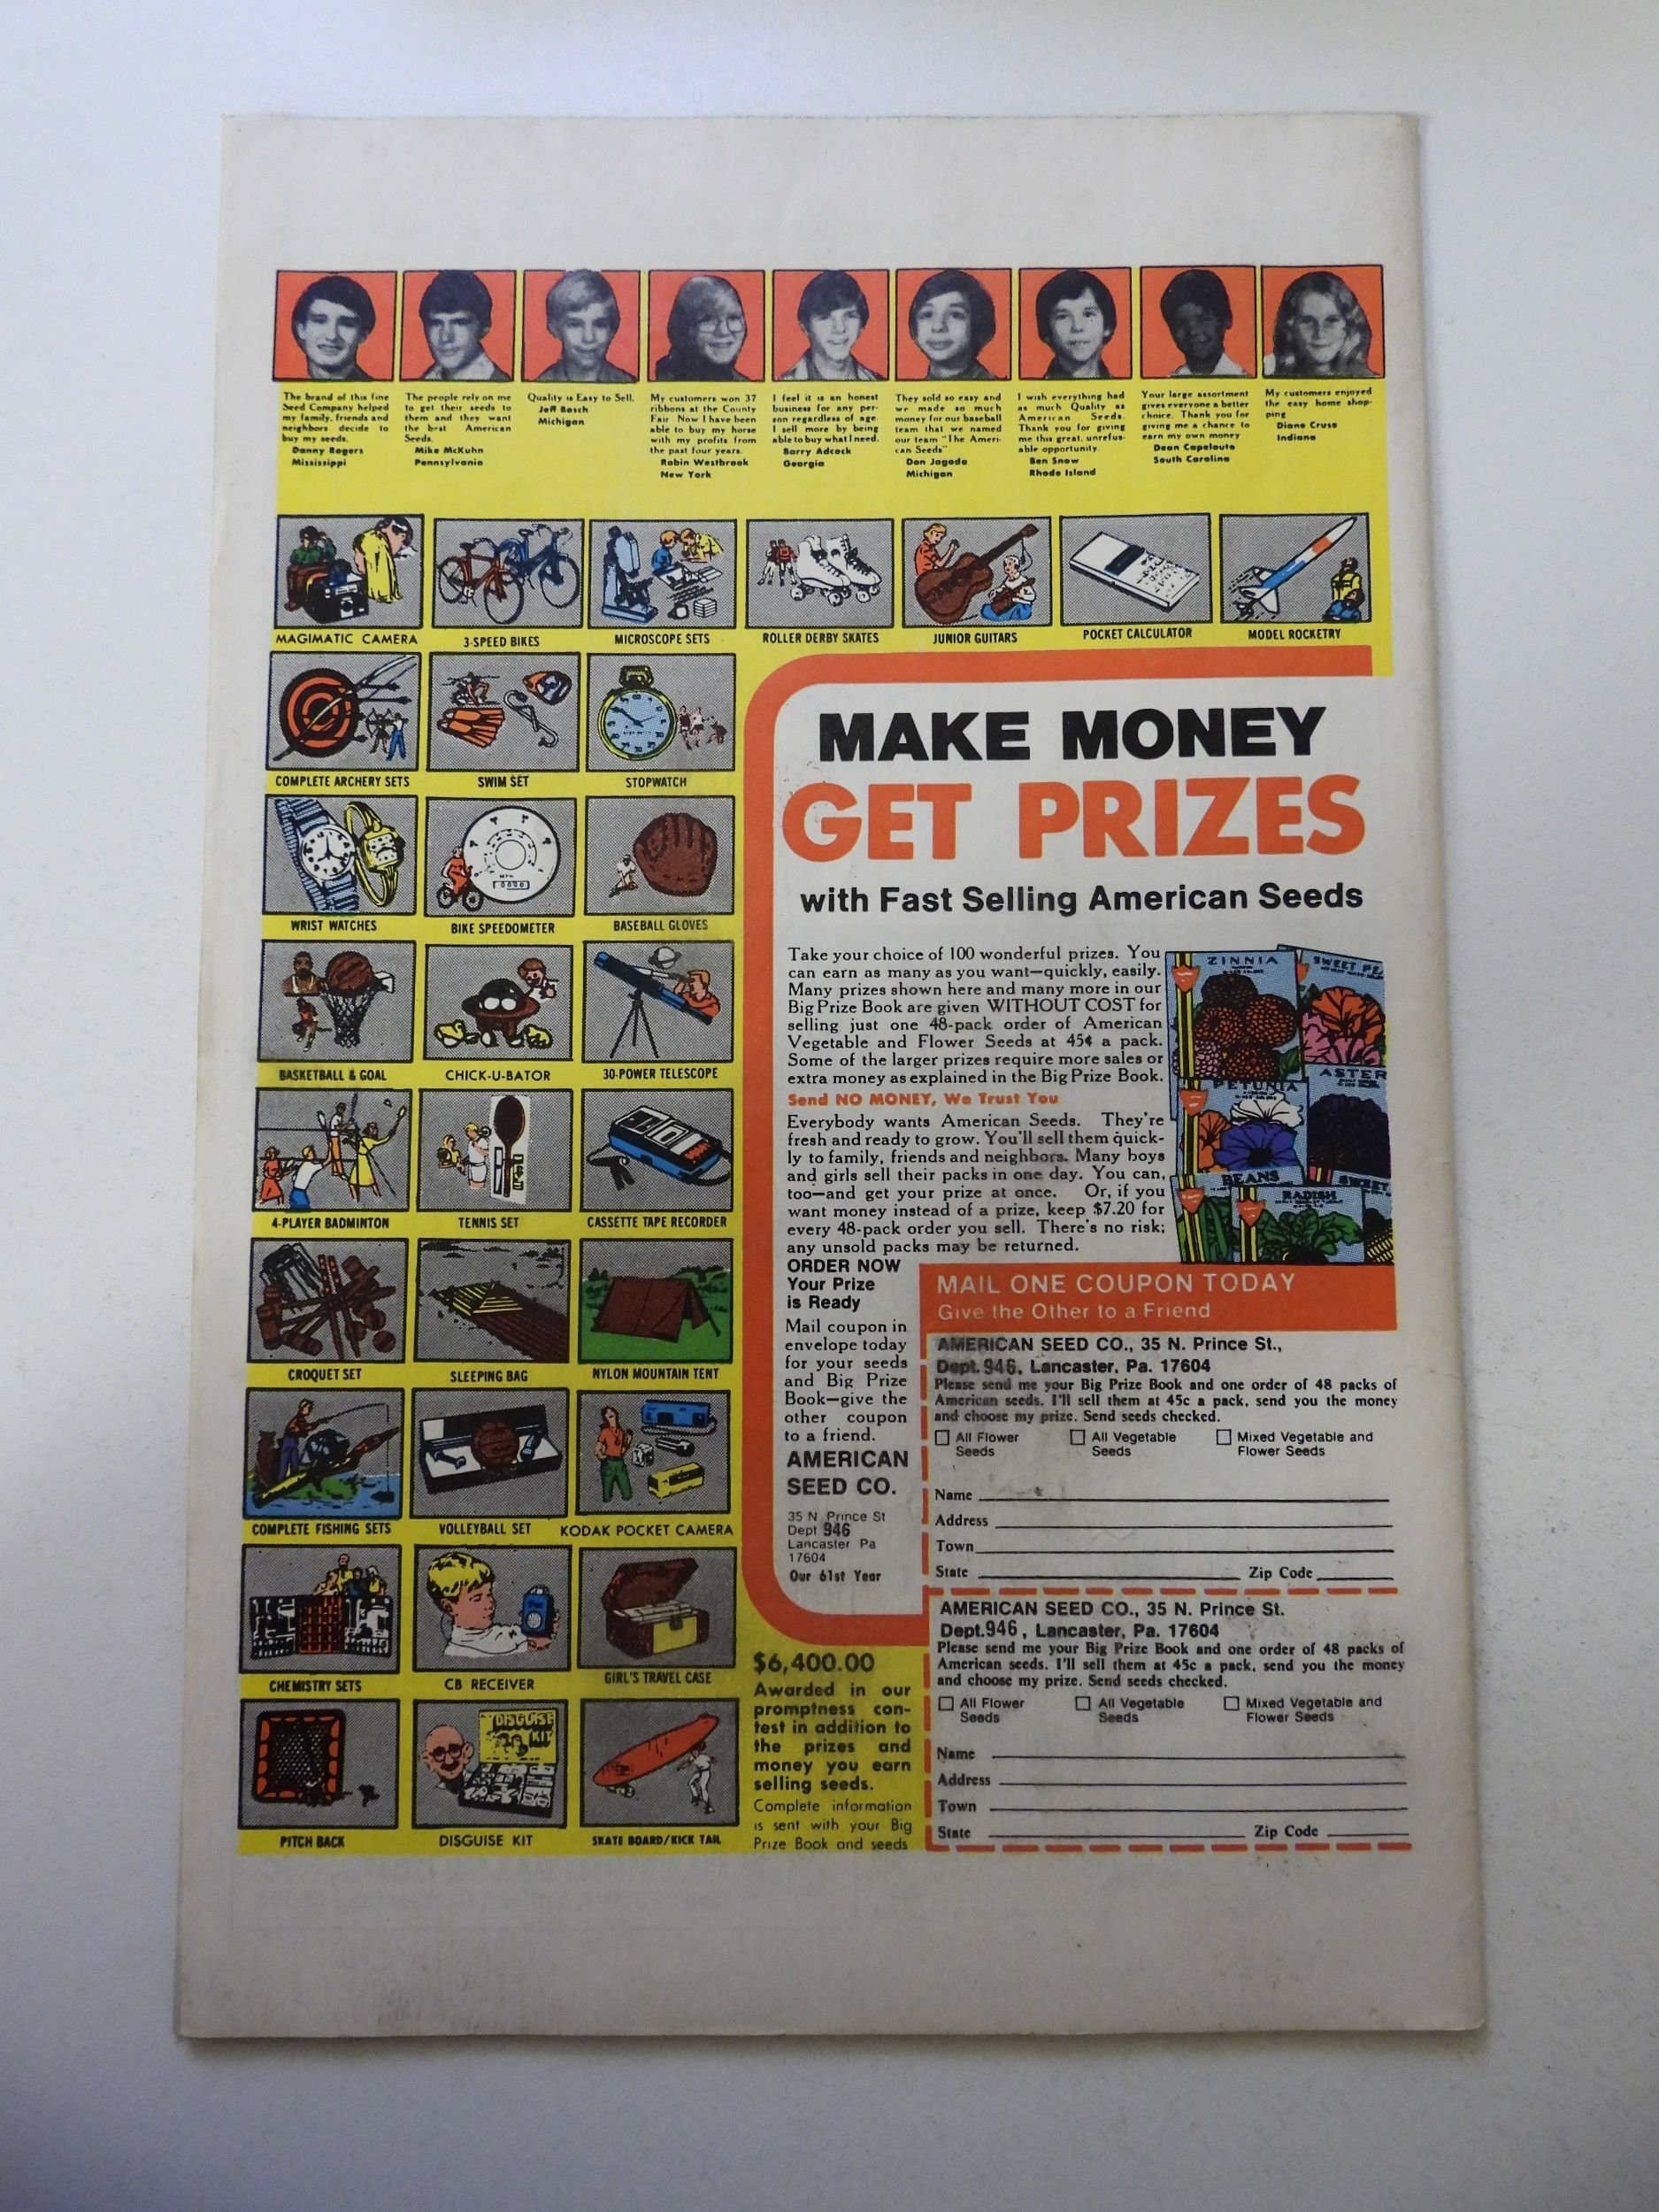 The brand of this fine
Seed Company helped
my family, friends and
neighbors decide to
buy my seeds.
Danny Rogers
Mississippi
The people rely on me
to get their seeds to
them and they want
the best American
Seeds.
Mike McKuhn
Pennsylvania
Quality is Easy to Sell.
Jeff Bosch
Michigan
My customers won 37
ribbons at the County
Fair Now I have been
able to buy my horse
with my profits from
the past four years.
Robin Westbrook
New York
I feel it is an honest
business for any per-
son regardless of age.
I sell more by being
able to buy what I need.
Barry Adcock
Georgia
They sold so easy and
we made so much
money for our baseball
team that we named
our team "The Ameri-
can Seeds"
Don Jagoda
Michigan
I wish everything had
as much Quality as
American Seeds.
Thank you for giving
me this great, unrefus-
able opportunity.
Ben Snow
Rhode Island
Your large assortment
gives everyone a better
choice. Thank you for
giving me a chance to
earn my own money
Dean Capelouto
South Carolina
My customers enjoyed
the easy home shop-
ping
Diane Cruse
Indiana
MAGIMATIC CAMERA
3-SPEED BIKES
MICROSCOPE SETS
ROLLER DERBY SKATES
JUNIOR GUITARS
POCKET CALCULATOR
MODEL ROCKETRY
COMPLETE ARCHERY SETS
SWIM SET
STOPWATCH
WRIST WATCHES
MPH
0000
BIKE SPEEDOMETER
BASEBALL GLOVES
BASKETBALL & GOAL
CHICK-U-BATOR
30-POWER TELESCOPE
4-PLAYER BADMINTON
TENNIS SET
CASSETTE TAPE RECORDER
CROQUET SET
SLEEPING BAG
NYLON MOUNTAIN TENT
COMPLETE FISHING SETS
VOLLEYBALL SET
KODAK POCKET CAMERA
CHEMISTRY SETS
CB RECEIVER
GIRL'S TRAVEL CASE
PITCH BACK
DISGUISE
KIT
DISGUISE KIT
SKATE BOARD/KICK TAIL
MAKE MONEY
GET PRIZES
with Fast Selling American Seeds
Take your choice of 100 wonderful prizes. You
can earn as many as you want—quickly, easily.
Many prizes shown here and many more in our
Big Prize Book are given WITHOUT COST for
selling just one 48-pack order of American
Vegetable and Flower Seeds at 45¢ a pack.
Some of the larger prizes require more sales or
extra money as explained in the Big Prize Book.
Send NO MONEY, We Trust You
Everybody wants American Seeds. They're
fresh and ready to grow. You'll sell them quick-
ly to family, friends and neighbors. Many boys
and girls sell their packs in one day. You can,
too—and get your prize at once. Or, if you
want money instead of a prize, keep $7.20 for
every 48-pack order you sell. There's no risk;
any unsold packs may be returned.
ZINNIA
SWEET PEA
PETUNIA
ASTER
BEANS
RADISH
SWEET
ORDER NOW
Your Prize
is Ready
Mail coupon in
envelope today
for your seeds
and Big Prize
Book—give the
other coupon
to a friend.
AMERICAN
SEED CO.
35 N Prince St
Dept 946
Lancaster Pa
17604
Our 61st Year
MAIL ONE COUPON TODAY
Give the Other to a Friend
AMERICAN SEED CO., 35 N. Prince St.,
Dept. 946, Lancaster, Pa. 17604
Please send me your Big Prize Book and one order of 48 packs of
American seeds. I'll sell them at 45c a pack, send you the money
and choose my prize. Send seeds checked.
All Flower
Seeds
All Vegetable
Seeds
Mixed Vegetable and
Flower Seeds
Name
Address
Town
State Zip Code
AMERICAN SEED CO., 35 N. Prince St.
Dept.946, Lancaster, Pa. 17604
Please send me your Big Prize Book and one order of 48 packs of
American seeds. I'll sell them at 45c a pack, send you the money
and choose my prize. Send seeds checked.
All Flower
Seeds
All Vegetable
Seeds
Mixed Vegetable and
Flower Seeds
Name
Address
Town
State Zip Code
$6,400.00
Awarded in our
promptness con-
test in addition to
the prizes and
money you earn
selling seeds.
Complete information
is sent with your Big
Prize Book and seeds